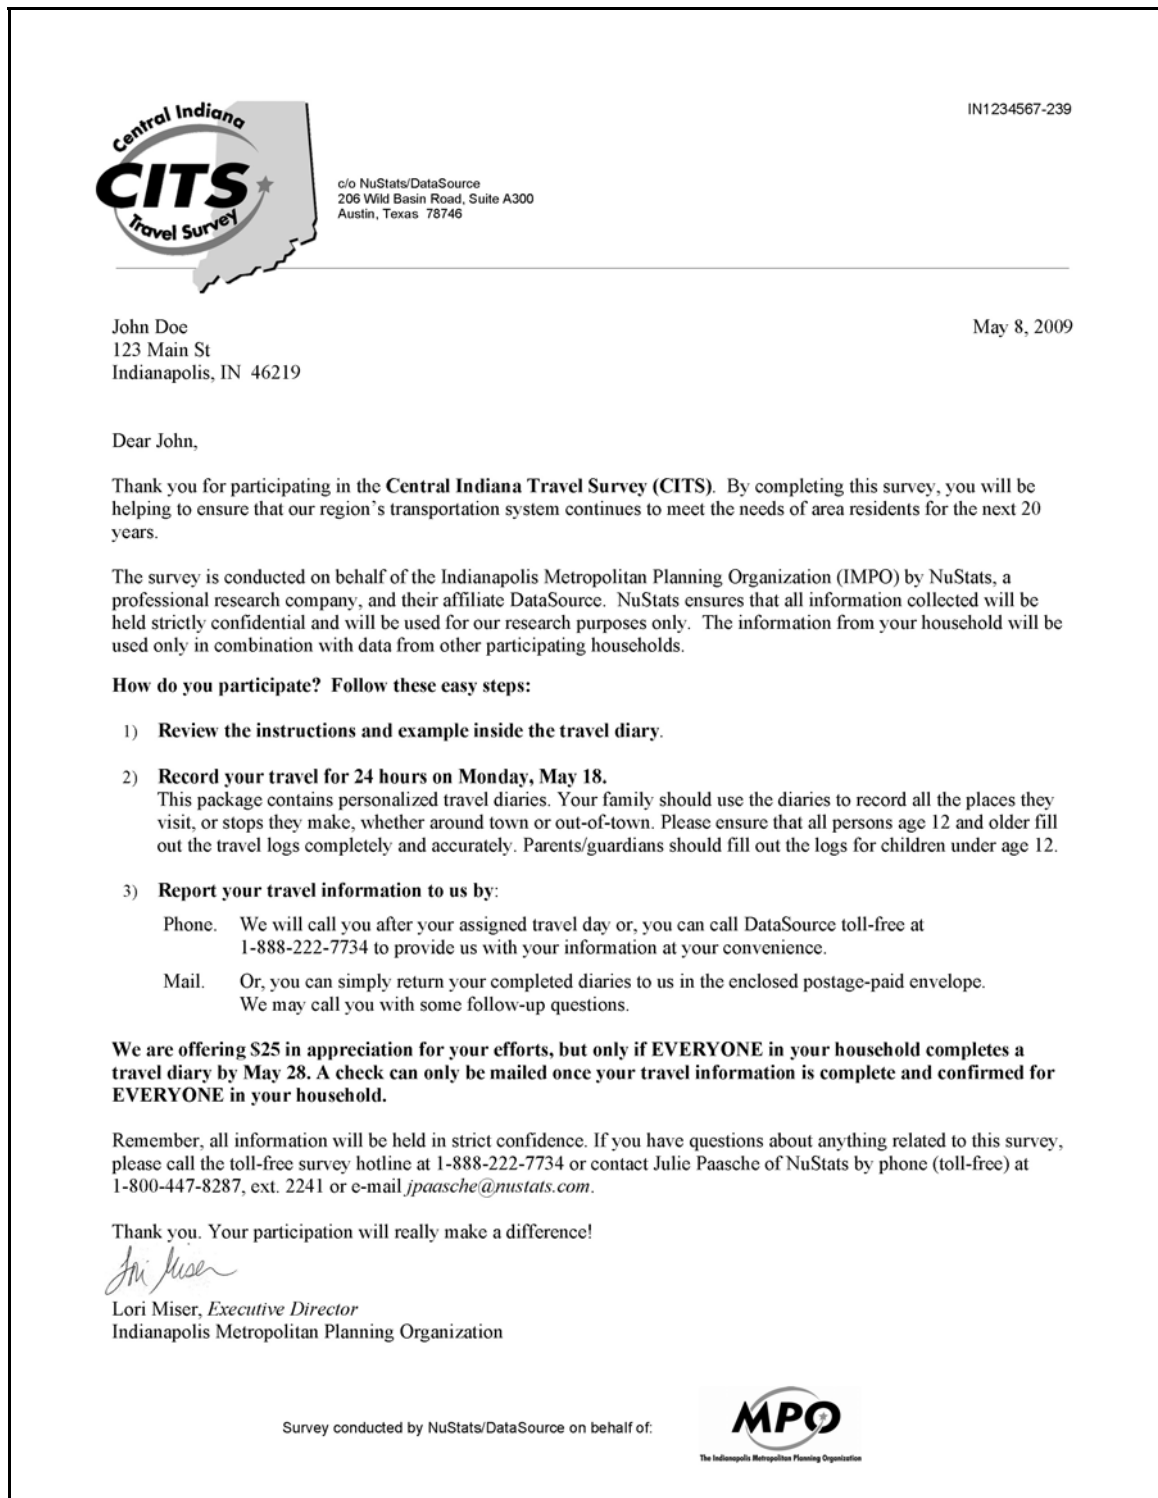 IN1234567-239
Central Indiana
CITS
Travel Survey
c/o NuStats/DataSource
206 Wild Basin Road, Suite A300
Austin, Texas  78746
John Doe
May 8, 2009
123 Main St
Indianapolis, IN  46219
Dear John,
Thank you for participating in the Central Indiana Travel Survey (CITS).  By completing this survey, you will be
helping to ensure that our region's transportation system continues to meet the needs of area residents for the next 20
years.
The survey is conducted on behalf of the Indianapolis Metropolitan Planning Organization (IMPO) by NuStats, a
professional research company, and their affiliate DataSource.  NuStats ensures that all information collected will be
held strictly confidential and will be used for our research purposes only.  The information from your household will be
used only in combination with data from other participating households.
How do you participate?  Follow these easy steps:
1) Review the instructions and example inside the travel diary.
2) Record your travel for 24 hours on Monday, May 18.
This package contains personalized travel diaries. Your family should use the diaries to record all the places they
visit, or stops they make, whether around town or out-of-town. Please ensure that all persons age 12 and older fill
out the travel logs completely and accurately. Parents/guardians should fill out the logs for children under age 12.
3) Report your travel information to us by:
Phone. We will call you after your assigned travel day or, you can call DataSource toll-free at
1-888-222-7734 to provide us with your information at your convenience.
Mail. Or, you can simply return your completed diaries to us in the enclosed postage-paid envelope.
We may call you with some follow-up questions.
We are offering $25 in appreciation for your efforts, but only if EVERYONE in your household completes a
travel diary by May 28. A check can only be mailed once your travel information is complete and confirmed for
EVERYONE in your household.
Remember, all information will be held in strict confidence. If you have questions about anything related to this survey,
please call the toll-free survey hotline at 1-888-222-7734 or contact Julie Paasche of NuStats by phone (toll-free) at
1-800-447-8287, ext. 2241 or e-mail jpaasche@nustats.com.
Thank you. Your participation will really make a difference!
Lori Miser
Lori Miser, Executive Director
Indianapolis Metropolitan Planning Organization
Survey conducted by NuStats/DataSource on behalf of:
MPO
The Indianapolis Metropolitan Planning Organization